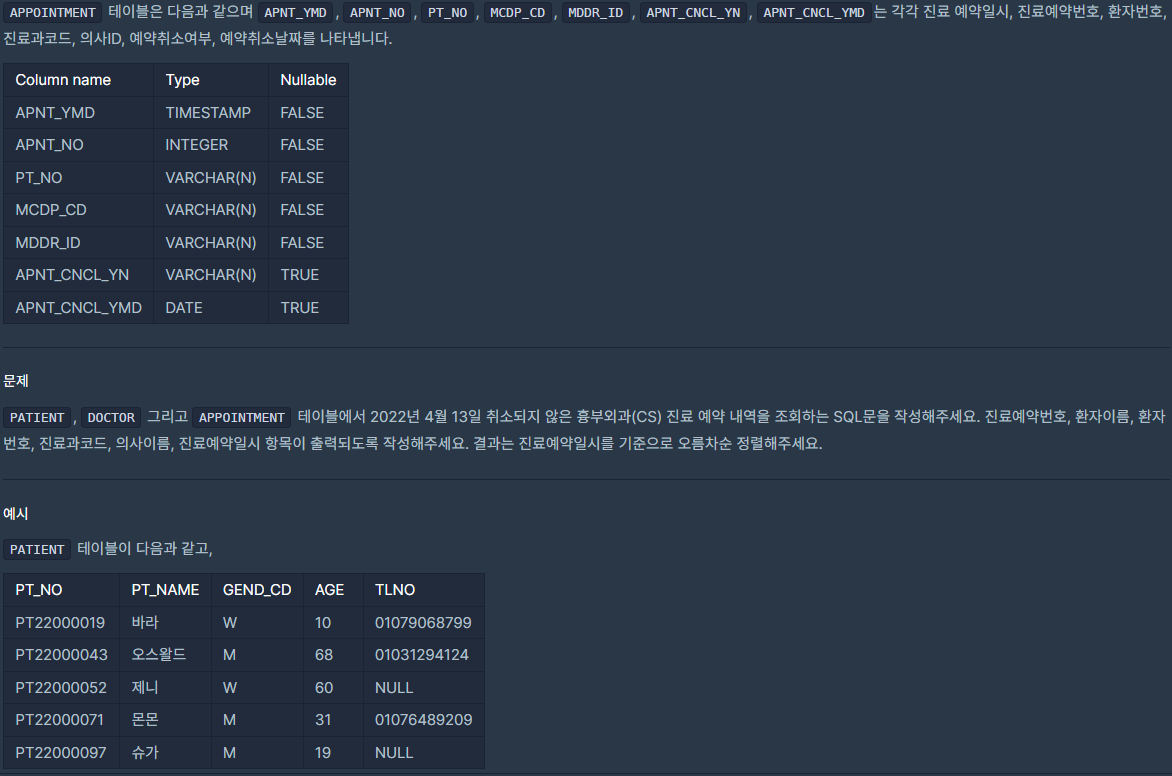 APPOINTMENT 테이블은 다음과 같으며 APNT_YMD, APNT_NO, PT_NO, MCDP_CD, MDDR_ID, APNT_CNCL_YN, APNT_CNCL_YMD는 각각 진료 예약일시, 진료예약번호, 환자번호,
진료과코드, 의사ID, 예약취소여부, 예약취소날짜를 나타냅니다.
Column name Type Nullable
APNT_YMD TIMESTAMP FALSE
APNT_NO INTEGER FALSE
PT_NO VARCHAR(N) FALSE
MCDP_CD VARCHAR(N) FALSE
MDDR_ID VARCHAR(N) FALSE
APNT_CNCL_YN VARCHAR(N) TRUE
APNT_CNCL_YMD DATE TRUE
문제
PATIENT, DOCTOR 그리고 APPOINTMENT 테이블에서 2022년 4월 13일 취소되지 않은 흉부외과(CS) 진료 예약 내역을 조회하는 SQL문을 작성해주세요. 진료예약번호, 환자이름, 환자
번호, 진료과코드, 의사이름, 진료예약일시 항목이 출력되도록 작성해주세요. 결과는 진료예약일시를 기준으로 오름차순 정렬해주세요.
예시
PATIENT 테이블이 다음과 같고,
PT_NO PT_NAME GEND_CD AGE TLNO
PT22000019 바라 W 10 01079068799
PT22000043 오스왈드 M 68 01031294124
PT22000052 제니 W 60 NULL
PT22000071 몬몬 M 31 01076489209
PT22000097 슈가 M 19 NULL